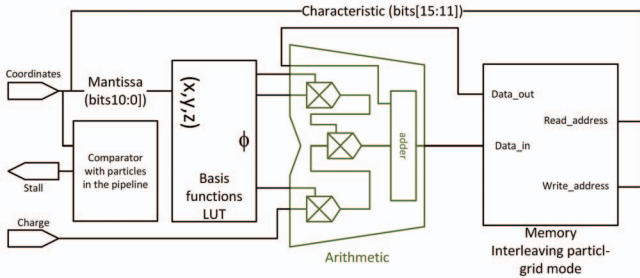 Characteristic (bits[15:11])
Coordinates
Mantissa
(bits10:0])
(x,y,z)
ϕ
Basis
functions
LUT
Comparator
with particles
in the pipeline
Stall
Charge
adder
Arithmetic
Data_out
Read_address
Data_in
Write_address
Memory
Interleaving particl-
grid mode